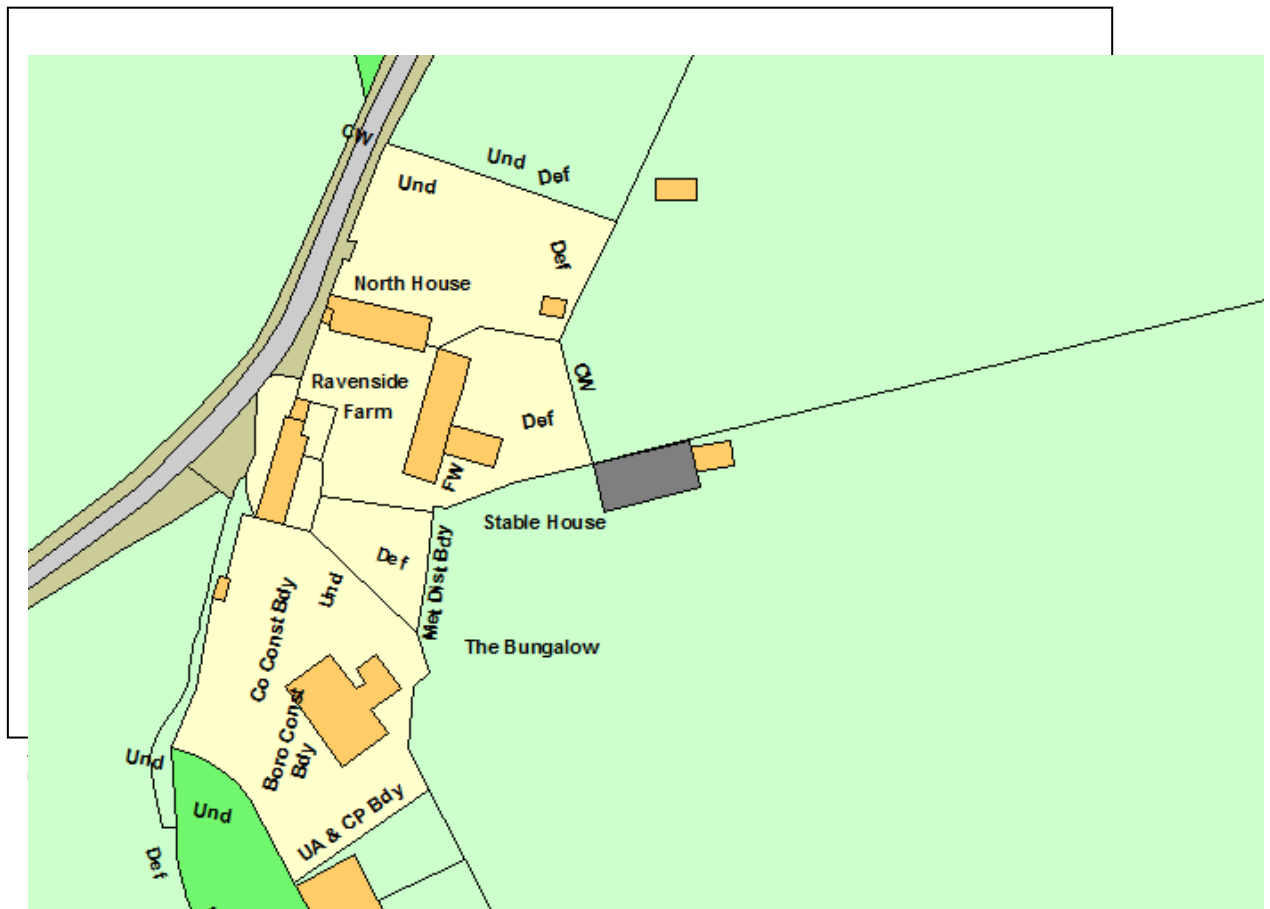 CW
Und
Def
Und
Def
North House
Ravenside
Farm
CW
Def
FW
Stable House
Def
Und
Met Dist Bdy
Co Const Bdy
The Bungalow
Boro Const
Bdy
Und
Und
UA & CP Bdy
Def